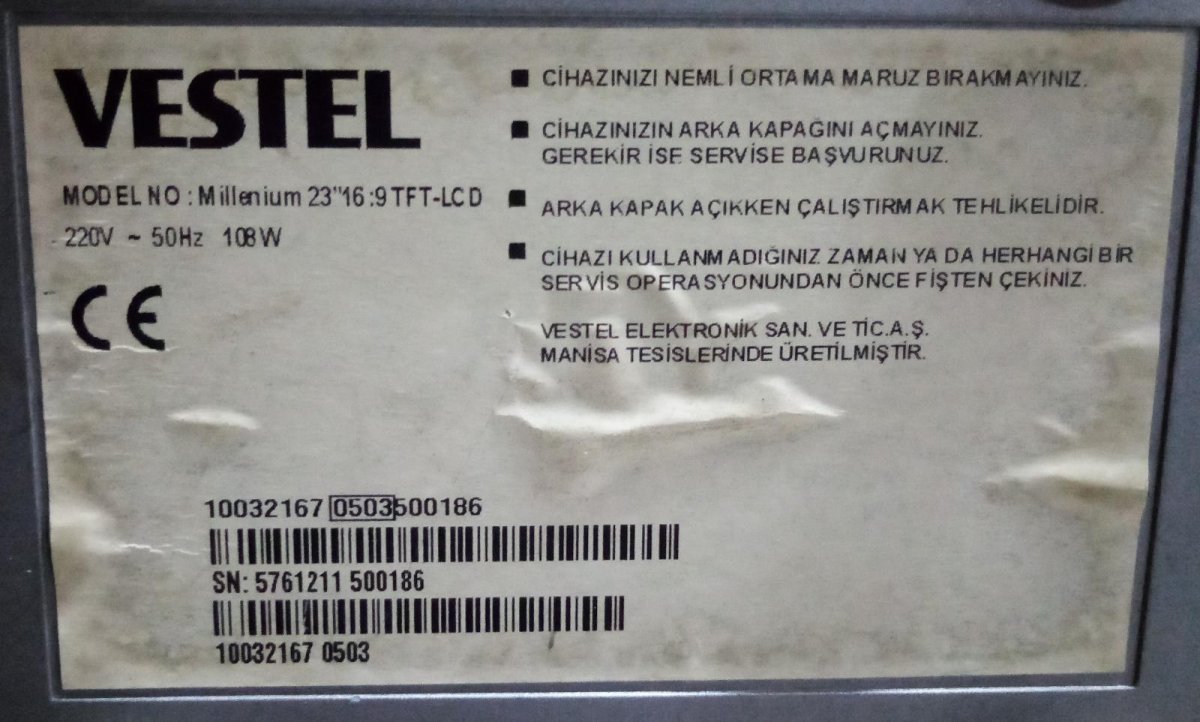 VESTEL
MODEL NO : Millenium 23"16:9 TFT-LCD
220V ~ 50Hz 108W
CE
■ CİHAZINIZI NEMLİ ORTAMA MARUZ BIRAKMAYINIZ.
■ CİHAZINIZIN ARKA KAPAĞINI AÇMAYINIZ.
GEREKİR İSE SERVİSE BAŞVURUNUZ.
■ ARKA KAPAK AÇIKKEN ÇALIŞTIRMAK TEHLİKELİDİR.
■ CİHAZI KULLANMADIĞINIZ ZAMAN YA DA HERHANGİ BİR
SERVİS OPERASYONUNDAN ÖNCE FİŞTEN ÇEKİNİZ.
VESTEL ELEKTRONİK SAN. VE TİC.A.Ş.
MANİSA TESİSLERİNDE ÜRETİLMİŞTİR.
10032167 0503500186
SN: 5761211 500186
10032167 0503